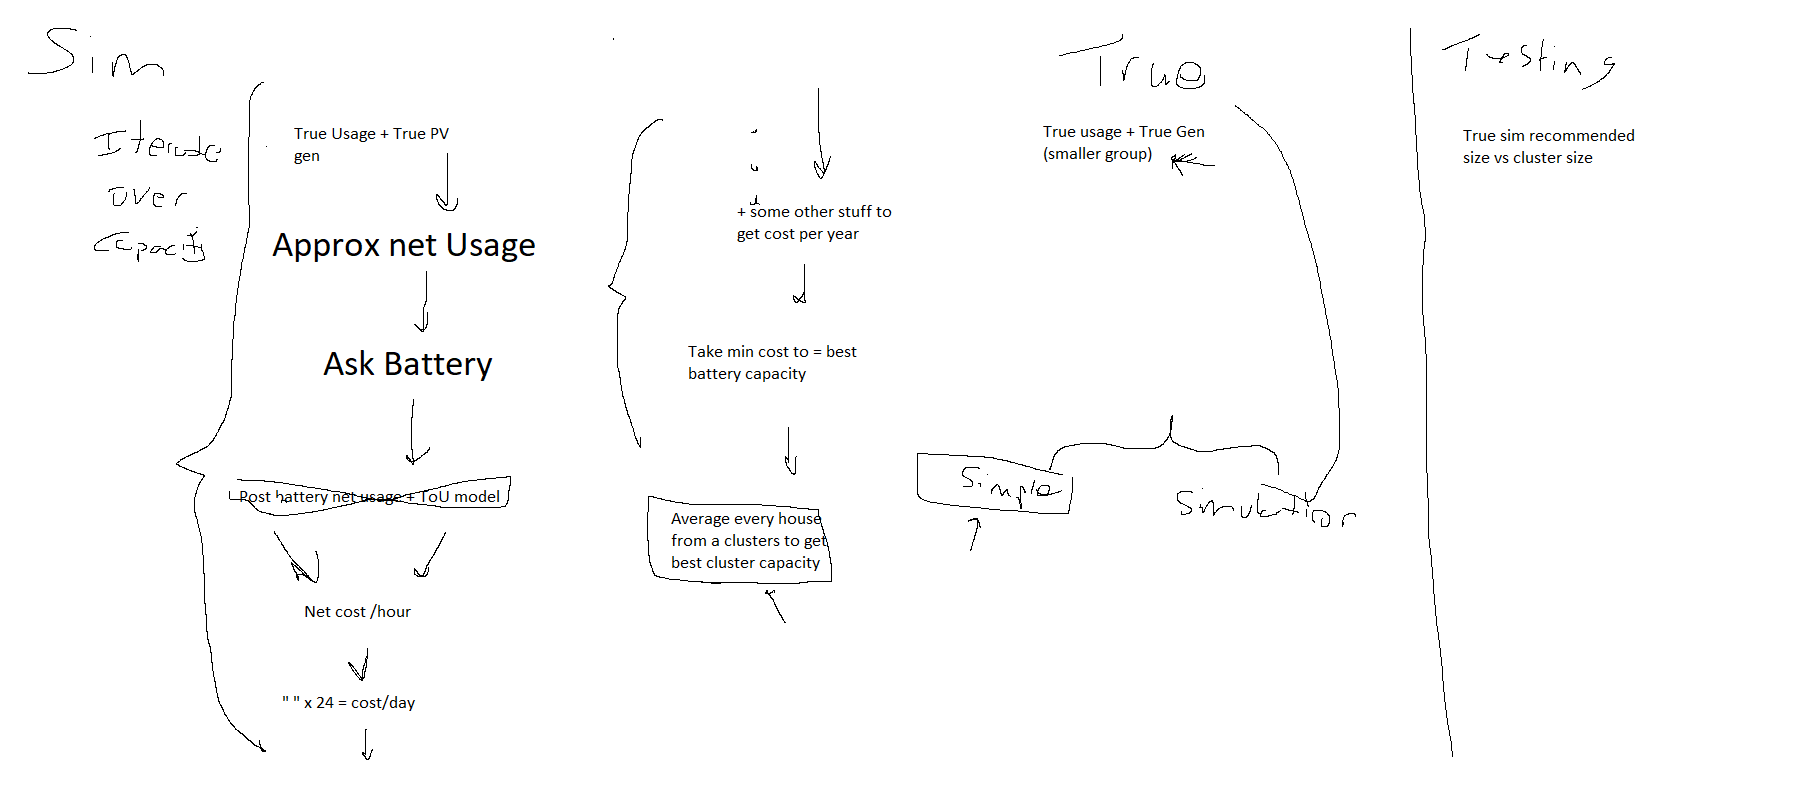 Sim
Iterate
over
capacity
True Usage + True PV
gen
Approx net Usage
Ask Battery
Post battery net usage + ToU model
Net cost /hour
" " x 24 = cost/day
+ some other stuff to
get cost per year
Take min cost to = best
battery capacity
Average every house
from a clusters to get
best cluster capacity
True
True usage + True Gen
(smaller group)
Simple
Simulation
Testing
True sim recommended
size vs cluster size